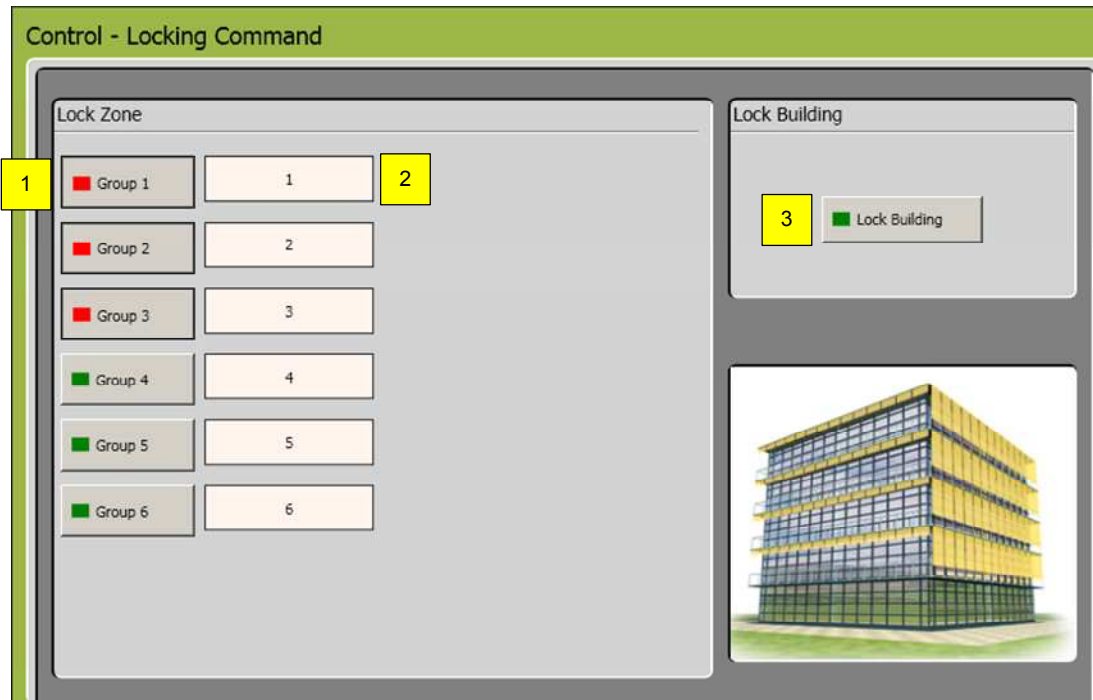 Control - Locking Command
Lock Zone
Lock Building
1
Group 1
1
2
Group 2
2
Group 3
3
Group 4
4
Group 5
5
Group 6
6
3
Lock Building